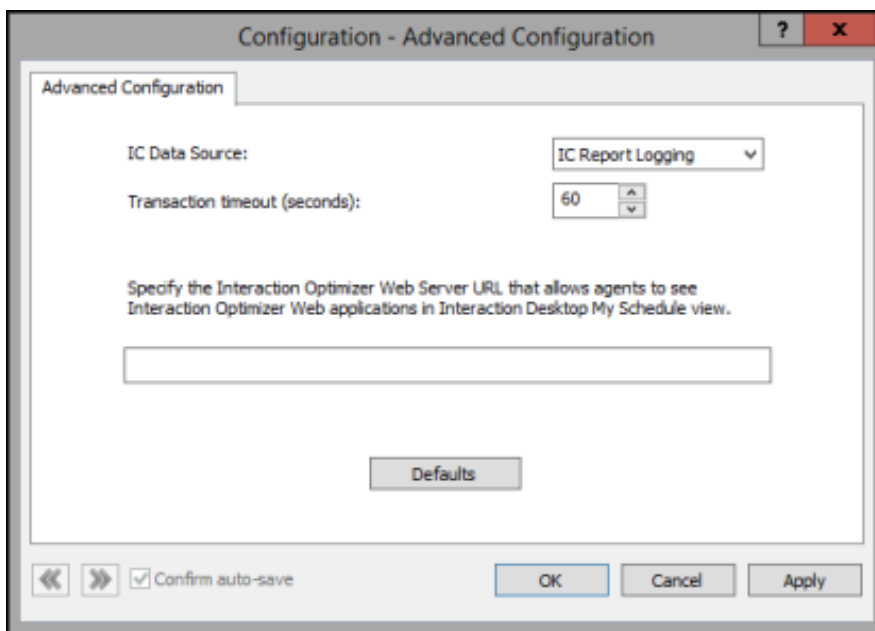 Configuration - Advanced Configuration
? x
Advanced Configuration
IC Data Source: IC Report Logging
Transaction timeout (seconds): 60
Specify the Interaction Optimizer Web Server URL that allows agents to see
Interaction Optimizer Web applications in Interaction Desktop My Schedule view.
Defaults
Confirm auto-save OK Cancel Apply